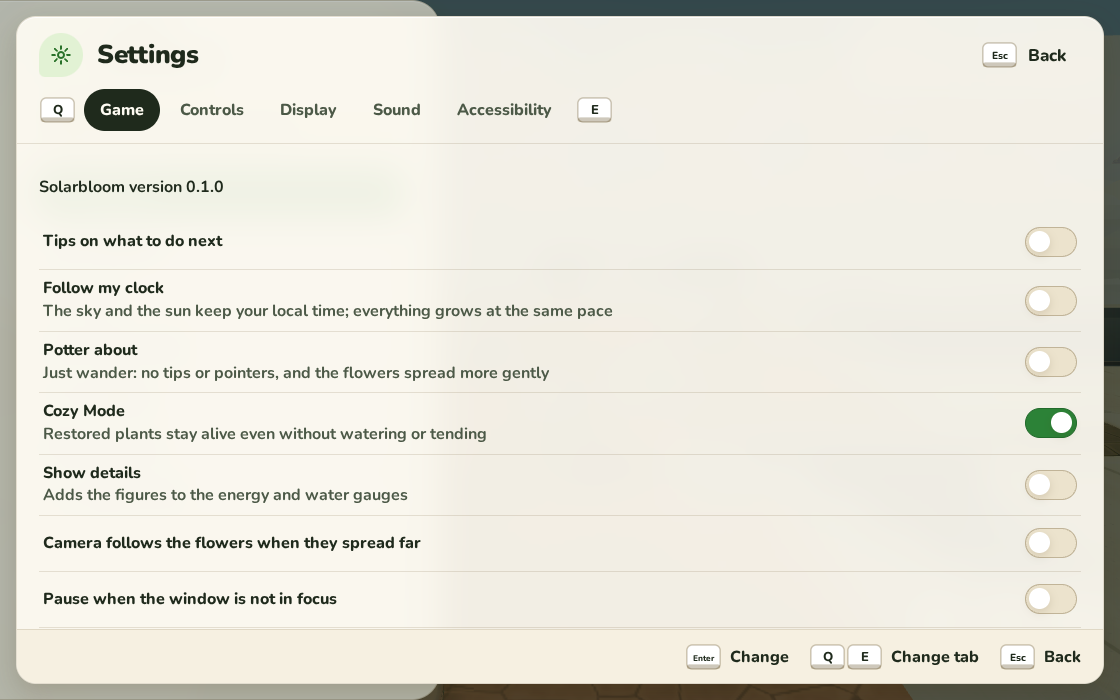 Settings
Esc Back
Q Game Controls Display Sound Accessibility E
Solarbloom version 0.1.0
Tips on what to do next
Follow my clock
The sky and the sun keep your local time; everything grows at the same pace
Potter about
Just wander: no tips or pointers, and the flowers spread more gently
Cozy Mode
Restored plants stay alive even without watering or tending
Show details
Adds the figures to the energy and water gauges
Camera follows the flowers when they spread far
Pause when the window is not in focus
Enter Change Q E Change tab Esc Back